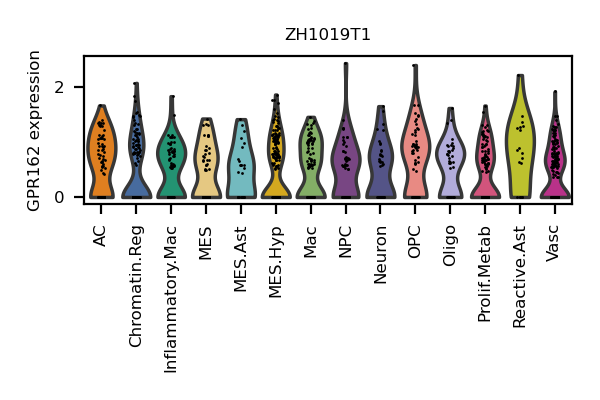 ZH1019T1
GPR162 expression
2
0
AC
Chromatin.Reg
Inflammatory.Mac
MES
MES.Ast
MES.Hyp
Mac
NPC
Neuron
OPC
Oligo
Prolif.Metab
Reactive.Ast
Vasc